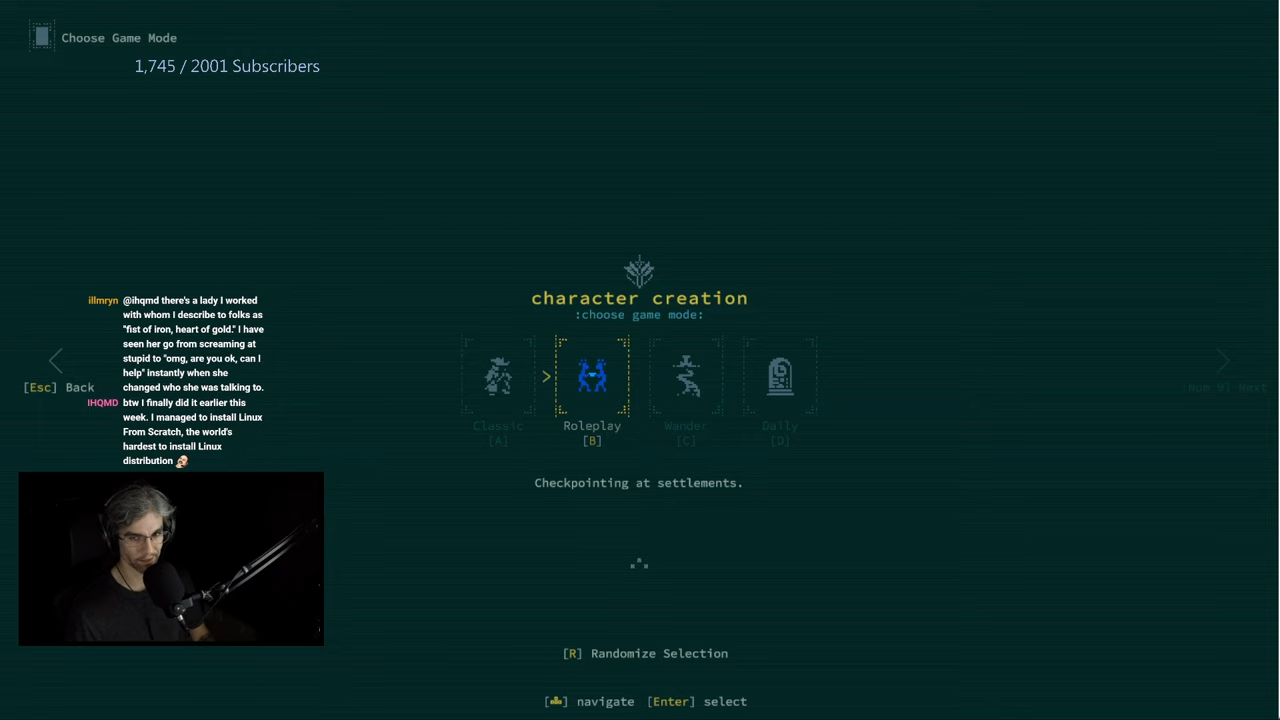 Choose Game Mode
1,745 / 2001 Subscribers
character creation
:choose game mode:
Classic
[A]
> Roleplay
[B]
Wander
[C]
Daily
[D]
Checkpointing at settlements.
[Esc] Back
illmryn @ihqmd there's a lady I worked
with whom I describe to folks as
"fist of iron, heart of gold." I have
seen her go from screaming at
stupid to "omg, are you ok, can I
help" instantly when she
changed who she was talking to.
IHQMD btw I finally did it earlier this
week. I managed to install Linux
From Scratch, the world's
hardest to install Linux
distribution
[R] Randomize Selection
navigate [Enter] select